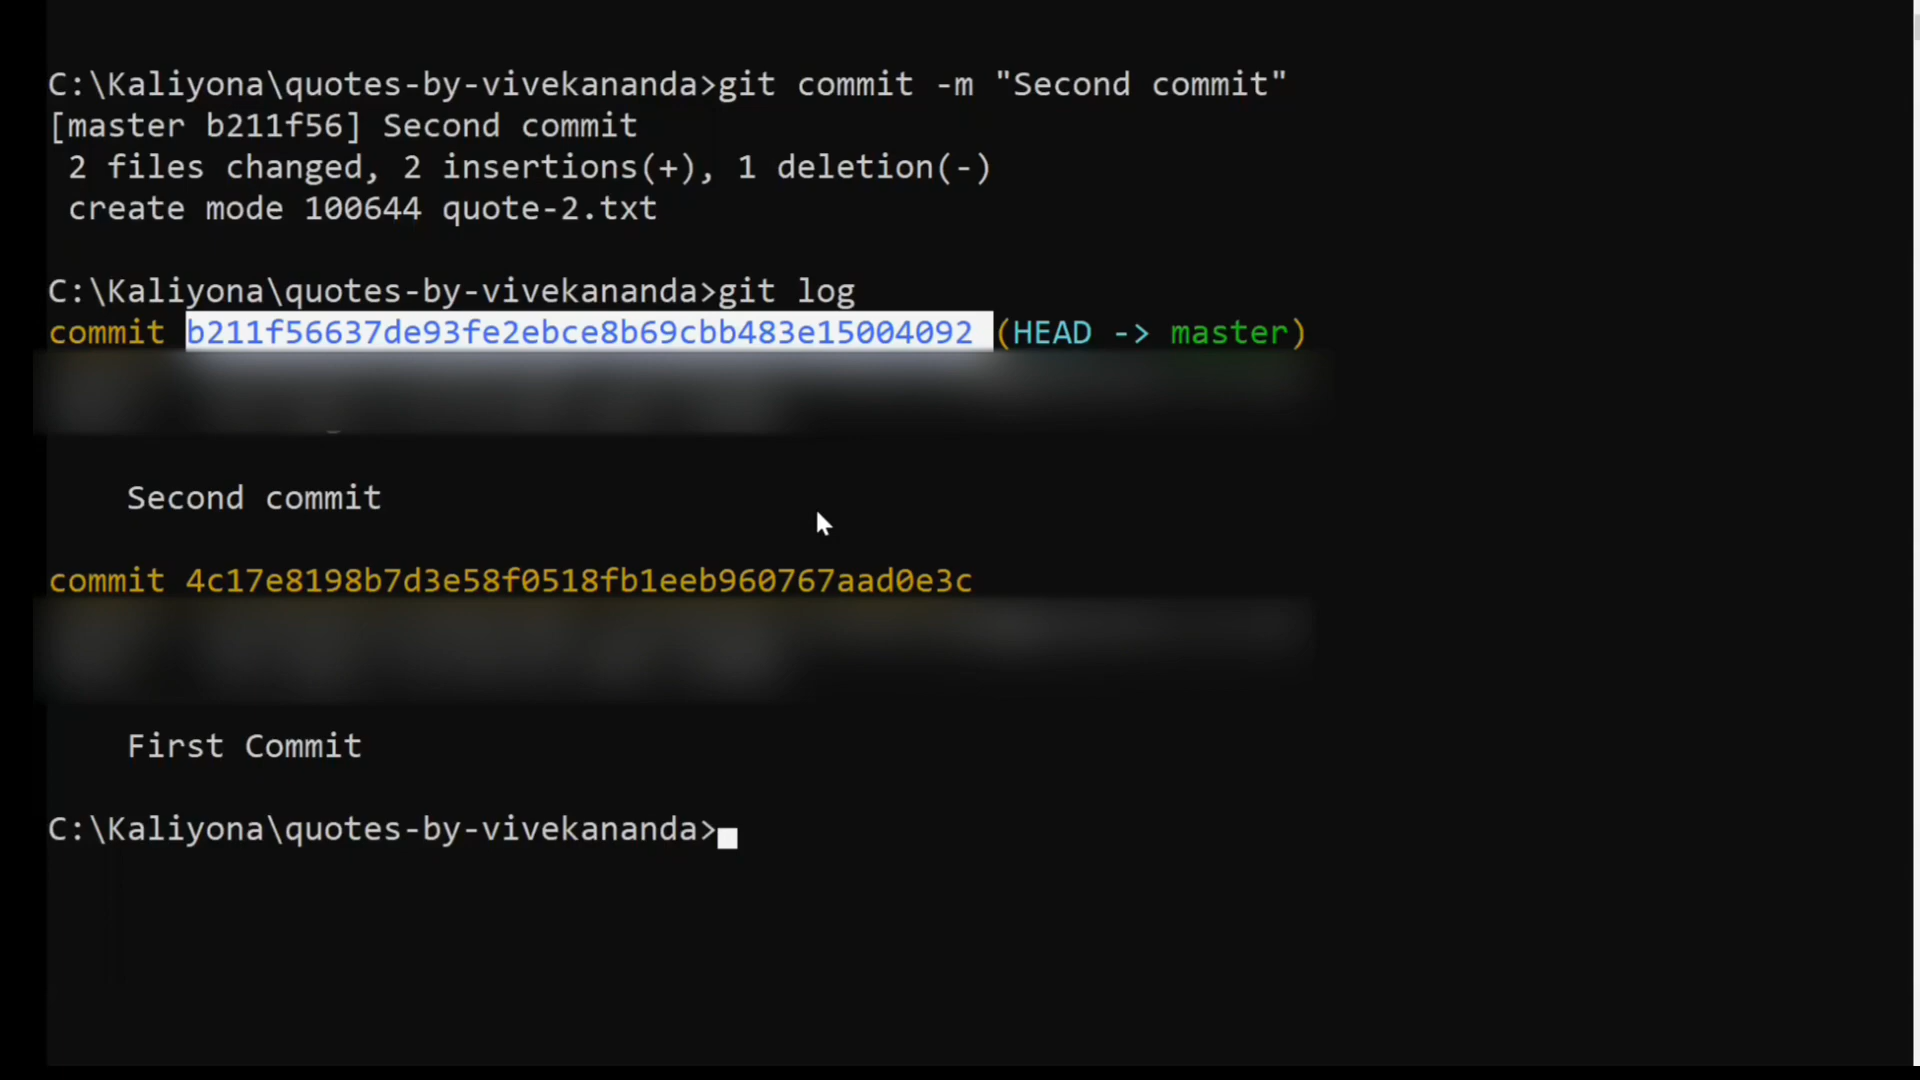 C:\Kaliyona\quotes-by-vivekananda>git commit -m "Second commit"
[master b211f56] Second commit
 2 files changed, 2 insertions(+), 1 deletion(-)
 create mode 100644 quote-2.txt
C:\Kaliyona\quotes-by-vivekananda>git log
commit b211f56637de93fe2ebce8b69cbb483e15004092 (HEAD -> master)
    Second commit
commit 4c17e8198b7d3e58f0518fb1eeb960767aad0e3c
    First Commit
C:\Kaliyona\quotes-by-vivekananda>